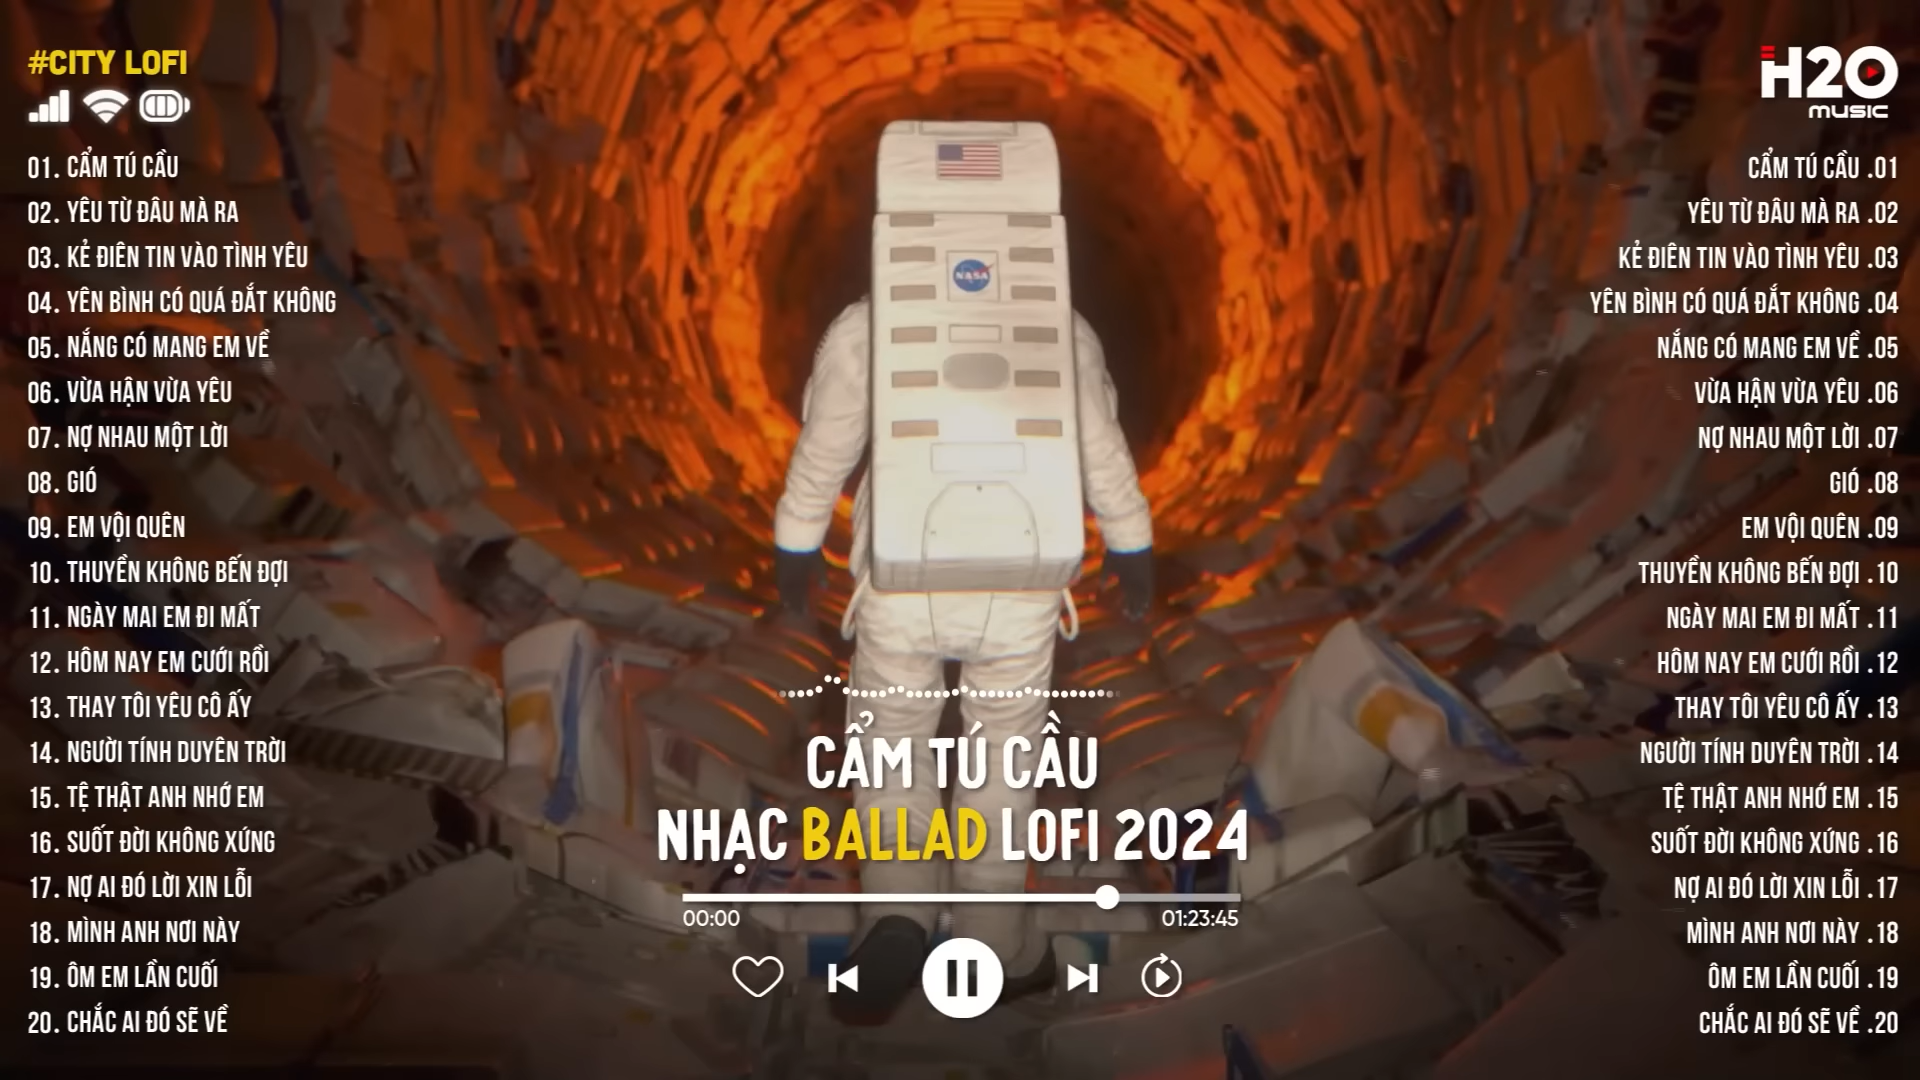 #CITY LOFI
01. CẨM TÚ CẦU
02. YÊU TỪ ĐÂU MÀ RA
03. KẺ ĐIÊN TIN VÀO TÌNH YÊU
04. YÊN BÌNH CÓ QUÁ ĐẮT KHÔNG
05. NẮNG CÓ MANG EM VỀ
06. VỪA HẬN VỪA YÊU
07. NỢ NHAU MỘT LỜI
08. GIÓ
09. EM VỘI QUÊN
10. THUYỀN KHÔNG BẾN ĐỢI
11. NGÀY MAI EM ĐI MẤT
12. HÔM NAY EM CƯỚI RỒI
13. THAY TÔI YÊU CÔ ẤY
14. NGƯỜI TÍNH DUYÊN TRỜI
15. TỆ THẬT ANH NHỚ EM
16. SUỐT ĐỜI KHÔNG XỨNG
17. NỢ AI ĐÓ LỜI XIN LỖI
18. MÌNH ANH NƠI NÀY
19. ÔM EM LẦN CUỐI
20. CHẮC AI ĐÓ SẼ VỀ
NASA
CẨM TÚ CẦU
NHẠC BALLAD LOFI 2024
00:00
01:23:45
H2O
MUSIC
CẨM TÚ CẦU .01
YÊU TỪ ĐÂU MÀ RA .02
KẺ ĐIÊN TIN VÀO TÌNH YÊU .03
YÊN BÌNH CÓ QUÁ ĐẮT KHÔNG .04
NẮNG CÓ MANG EM VỀ .05
VỪA HẬN VỪA YÊU .06
NỢ NHAU MỘT LỜI .07
GIÓ .08
EM VỘI QUÊN .09
THUYỀN KHÔNG BẾN ĐỢI .10
NGÀY MAI EM ĐI MẤT .11
HÔM NAY EM CƯỚI RỒI .12
THAY TÔI YÊU CÔ ẤY .13
NGƯỜI TÍNH DUYÊN TRỜI .14
TỆ THẬT ANH NHỚ EM .15
SUỐT ĐỜI KHÔNG XỨNG .16
NỢ AI ĐÓ LỜI XIN LỖI .17
MÌNH ANH NƠI NÀY .18
ÔM EM LẦN CUỐI .19
CHẮC AI ĐÓ SẼ VỀ .20